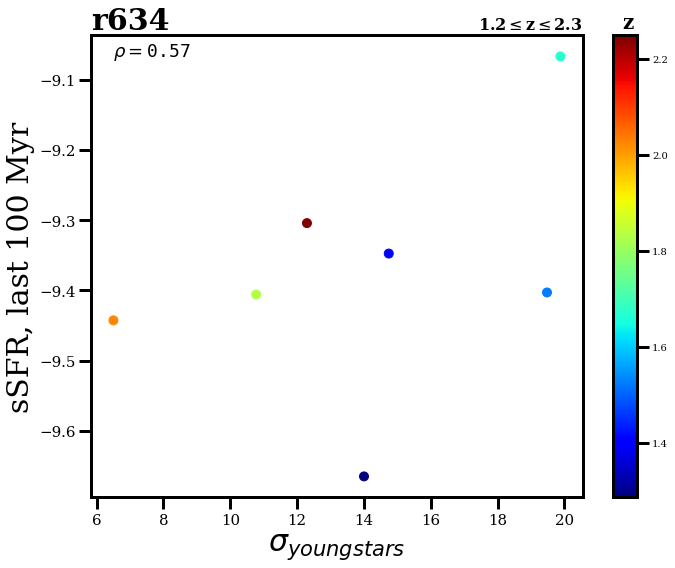 r634
1.2 ≤ z ≤ 2.3
z
ρ = 0.57
−9.1
−9.2
−9.3
−9.4
−9.5
−9.6
sSFR, last 100 Myr
6 8 10 12 14 16 18 20
σyoungstars
2.2
2.0
1.8
1.6
1.4